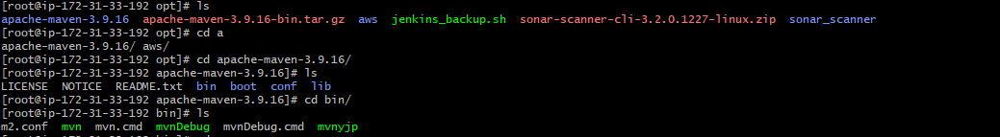 [root@ip-172-31-33-192 opt]# ls
apache-maven-3.9.16  apache-maven-3.9.16-bin.tar.gz  aws  jenkins_backup.sh  sonar-scanner-cli-3.2.0.1227-linux.zip  sonar_scanner
[root@ip-172-31-33-192 opt]# cd a
apache-maven-3.9.16/ aws/
[root@ip-172-31-33-192 opt]# cd apache-maven-3.9.16/
[root@ip-172-31-33-192 apache-maven-3.9.16]# ls
LICENSE  NOTICE  README.txt  bin  boot  conf  lib
[root@ip-172-31-33-192 apache-maven-3.9.16]# cd bin/
[root@ip-172-31-33-192 bin]# ls
m2.conf  mvn  mvn.cmd  mvnDebug  mvnDebug.cmd  mvnyjp